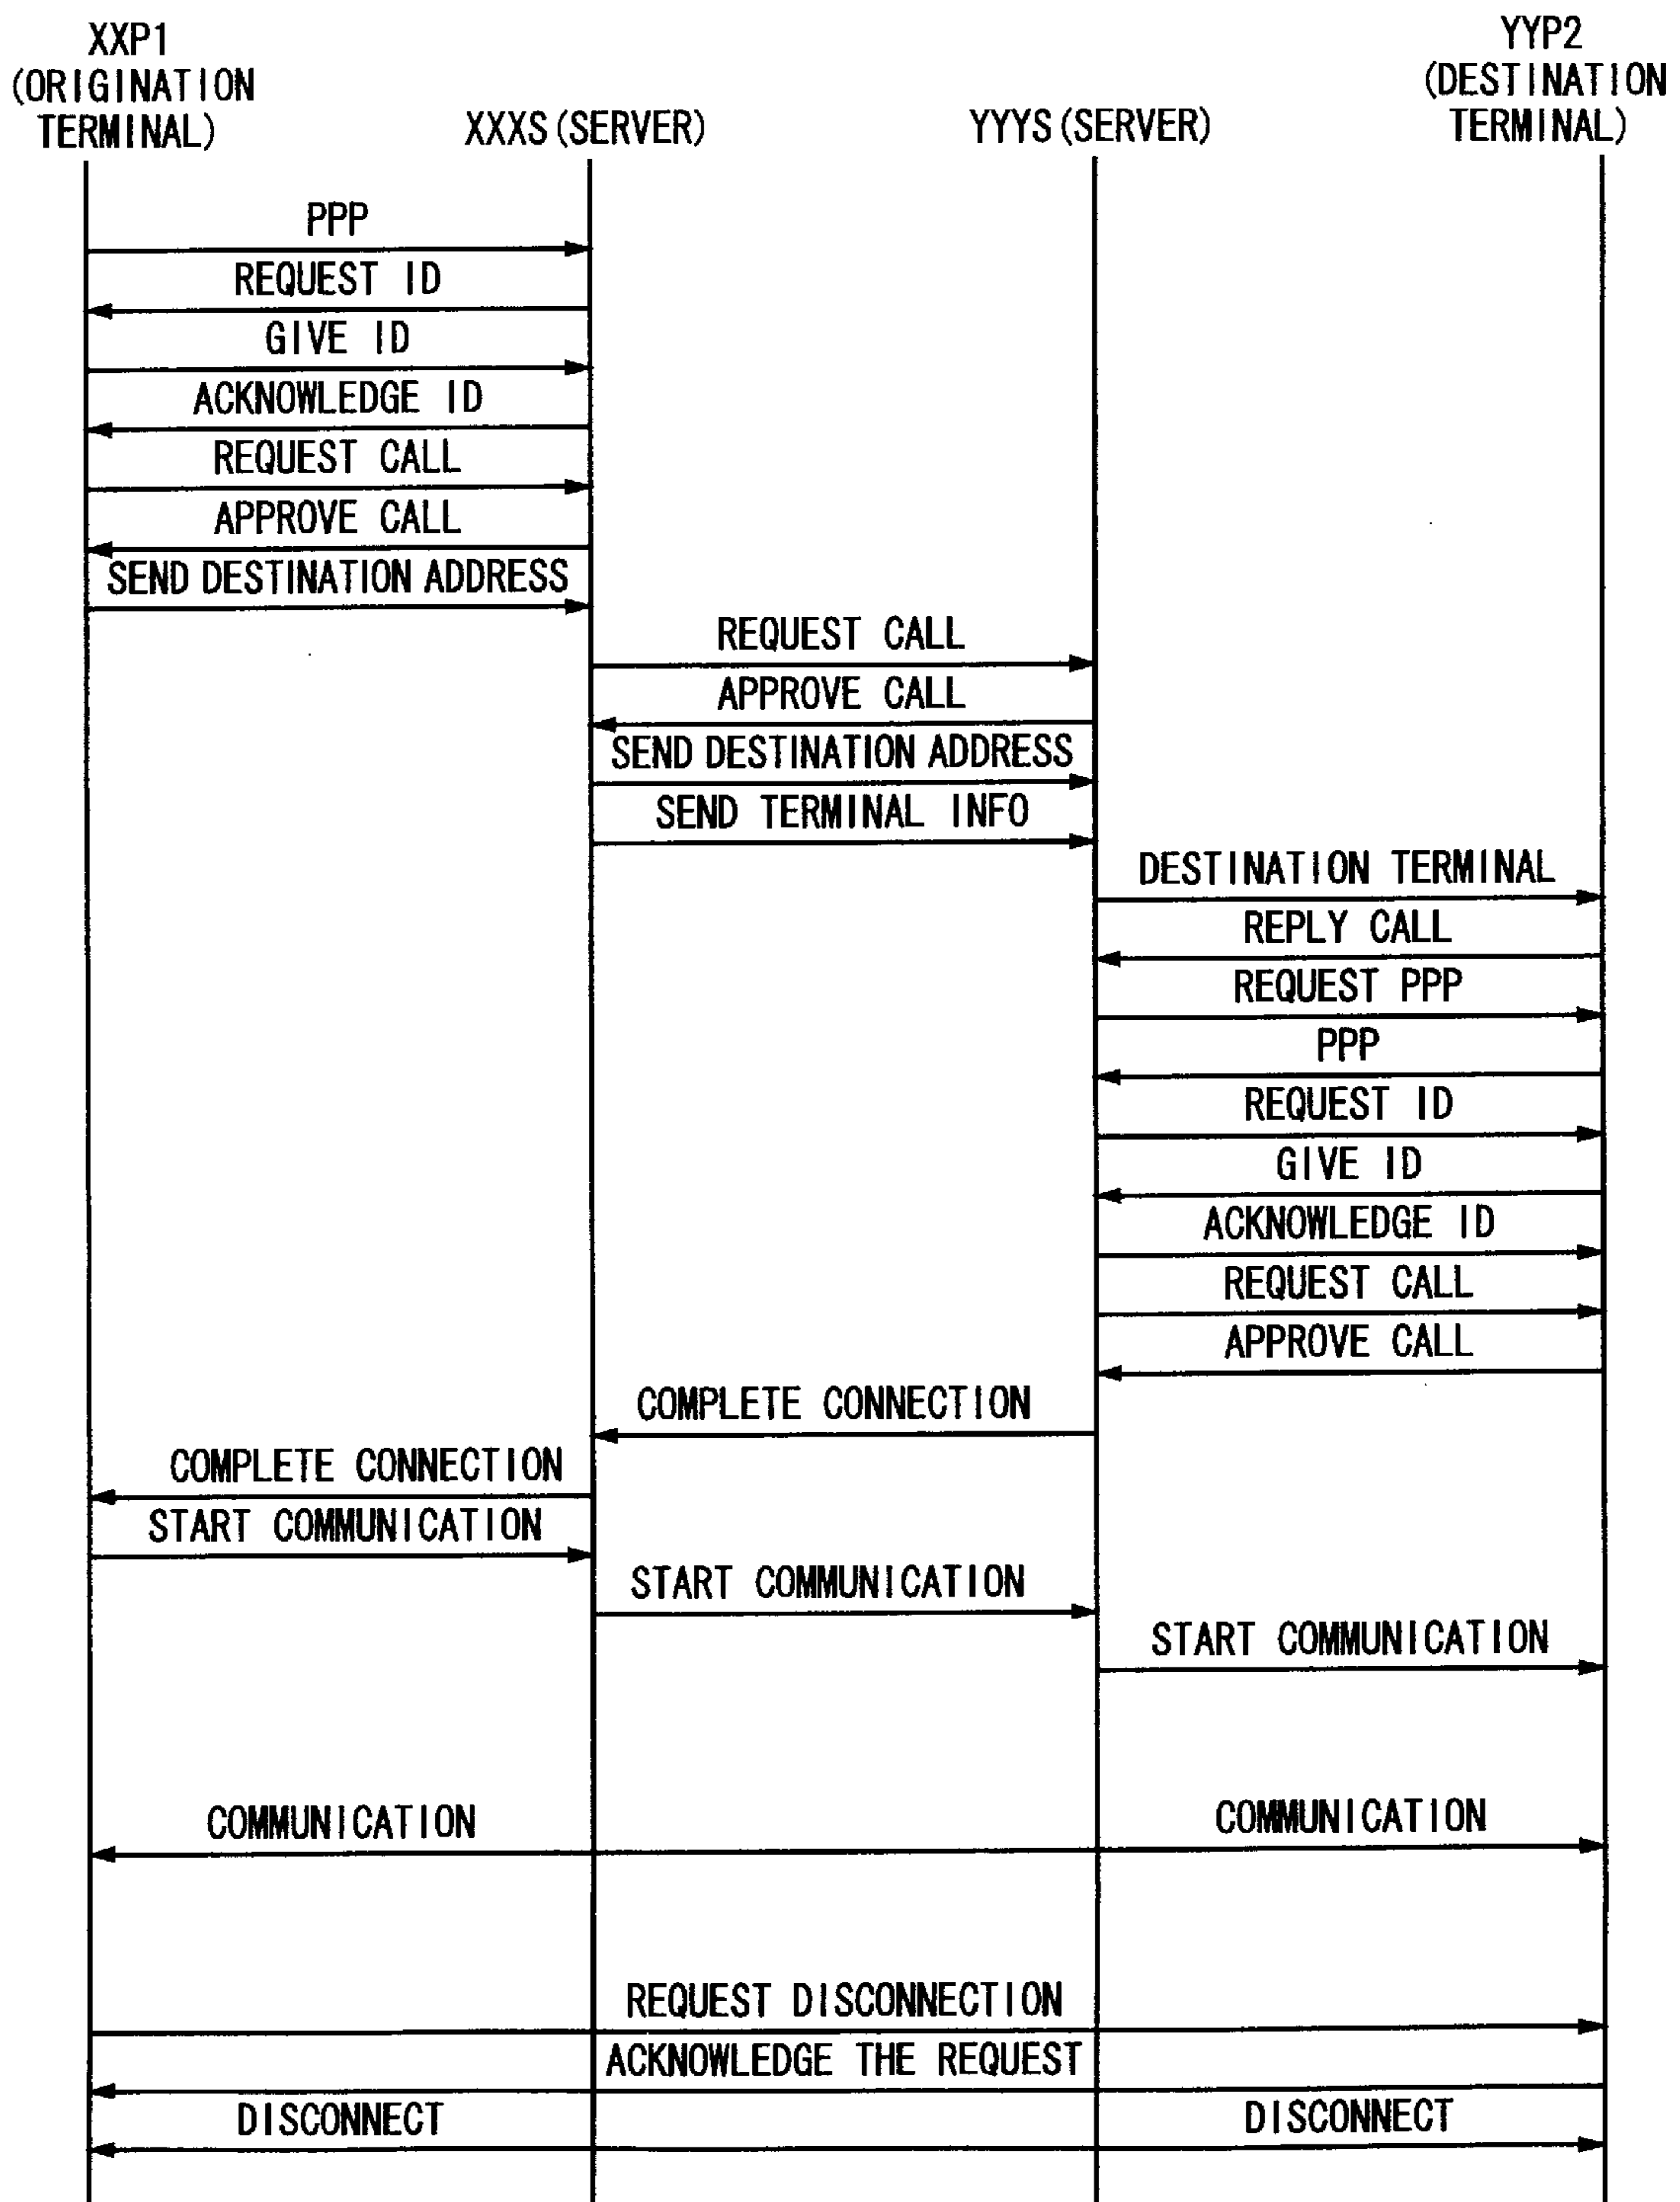 XXP1
(ORIGINATION
TERMINAL)
XXXS(SERVER)
YYYS(SERVER)
YYP2
(DESTINATION
TERMINAL)
PPP
REQUEST ID
GIVE ID
ACKNOWLEDGE ID
REQUEST CALL
APPROVE CALL
SEND DESTINATION ADDRESS
REQUEST CALL
APPROVE CALL
SEND DESTINATION ADDRESS
SEND TERMINAL INFO
DESTINATION TERMINAL
REPLY CALL
REQUEST PPP
PPP
REQUEST ID
GIVE ID
ACKNOWLEDGE ID
REQUEST CALL
APPROVE CALL
COMPLETE CONNECTION
COMPLETE CONNECTION
START COMMUNICATION
START COMMUNICATION
START COMMUNICATION
COMMUNICATION
COMMUNICATION
REQUEST DISCONNECTION
ACKNOWLEDGE THE REQUEST
DISCONNECT
DISCONNECT